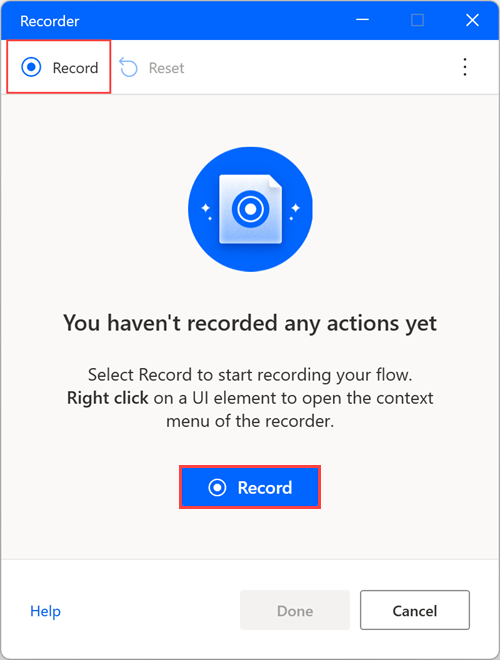 Recorder
Record
Reset
You haven't recorded any actions yet
Select Record to start recording your flow.
Right click on a UI element to open the context
menu of the recorder.
Record
Help
Done
Cancel